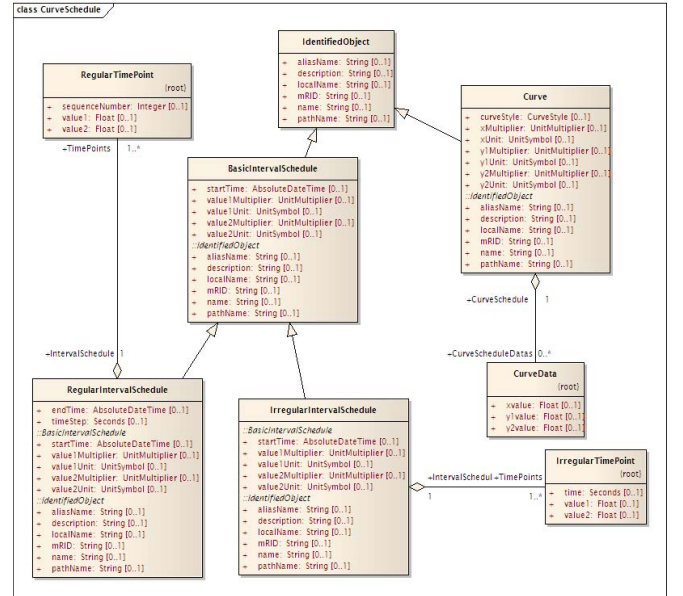 class CurveSchedule
IdentifiedObject
+ aliasName: String [0..1]
+ description: String [0..1]
+ localName: String [0..1]
+ mRID: String [0..1]
+ name: String [0..1]
+ pathName: String [0..1]
RegularTimePoint
(root)
+ sequenceNumber: Integer [0..1]
+ value1: Float [0..1]
+ value2: Float [0..1]
+TimePoints 1..*
Curve
+ curveStyle: CurveStyle [0..1]
+ xMultiplier: UnitMultiplier [0..1]
+ xUnit: UnitSymbol [0..1]
+ y1Multiplier: UnitMultiplier [0..1]
+ y1Unit: UnitSymbol [0..1]
+ y2Multiplier: UnitMultiplier [0..1]
+ y2Unit: UnitSymbol [0..1]
::IdentifiedObject
+ aliasName: String [0..1]
+ description: String [0..1]
+ localName: String [0..1]
+ mRID: String [0..1]
+ name: String [0..1]
+ pathName: String [0..1]
BasicIntervalSchedule
+ startTime: AbsoluteDateTime [0..1]
+ value1Multiplier: UnitMultiplier [0..1]
+ value1Unit: UnitSymbol [0..1]
+ value2Multiplier: UnitMultiplier [0..1]
+ value2Unit: UnitSymbol [0..1]
::IdentifiedObject
+ aliasName: String [0..1]
+ description: String [0..1]
+ localName: String [0..1]
+ mRID: String [0..1]
+ name: String [0..1]
+ pathName: String [0..1]
+CurveSchedule 1
+IntervalSchedule 1
+CurveScheduleDatas 0..*
CurveData
(root)
+ xvalue: Float [0..1]
+ y1value: Float [0..1]
+ y2value: Float [0..1]
RegularIntervalSchedule
+ endTime: AbsoluteDateTime [0..1]
+ timeStep: Seconds [0..1]
::BasicIntervalSchedule
+ startTime: AbsoluteDateTime [0..1]
+ value1Multiplier: UnitMultiplier [0..1]
+ value1Unit: UnitSymbol [0..1]
+ value2Multiplier: UnitMultiplier [0..1]
+ value2Unit: UnitSymbol [0..1]
::IdentifiedObject
+ aliasName: String [0..1]
+ description: String [0..1]
+ localName: String [0..1]
+ mRID: String [0..1]
+ name: String [0..1]
+ pathName: String [0..1]
IrregularIntervalSchedule
::BasicIntervalSchedule
+ startTime: AbsoluteDateTime [0..1]
+ value1Multiplier: UnitMultiplier [0..1]
+ value1Unit: UnitSymbol [0..1]
+ value2Multiplier: UnitMultiplier [0..1]
+ value2Unit: UnitSymbol [0..1]
::IdentifiedObject
+ aliasName: String [0..1]
+ description: String [0..1]
+ localName: String [0..1]
+ mRID: String [0..1]
+ name: String [0..1]
+ pathName: String [0..1]
+IntervalSchedul +TimePoints
1 1..*
IrregularTimePoint
(root)
+ time: Seconds [0..1]
+ value1: Float [0..1]
+ value2: Float [0..1]